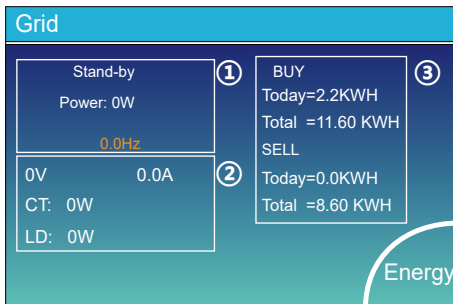 Grid
Stand-by
Power: 0W
0.0Hz
①
0V 0.0A
CT: 0W
LD: 0W
②
BUY
Today=2.2KWH
Total =11.60 KWH
SELL
Today=0.0KWH
Total =8.60 KWH
③
Energy